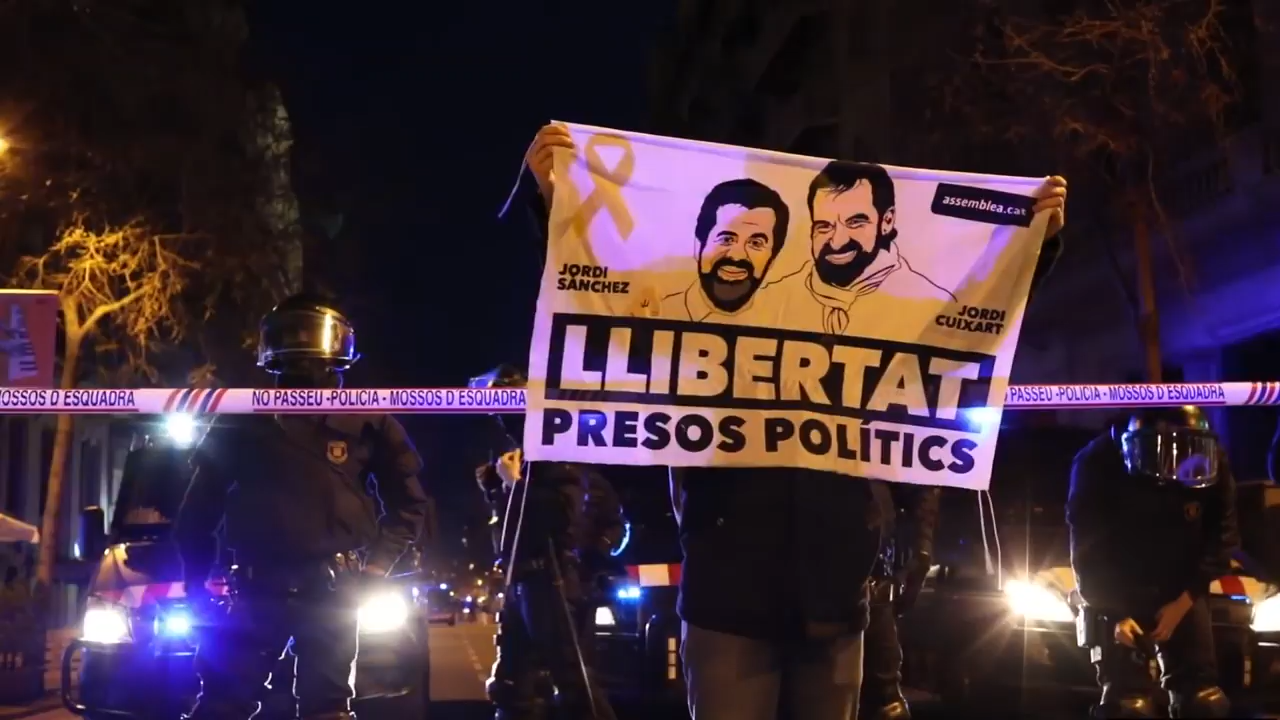 assemblea.cat
JORDI
SÀNCHEZ
JORDI
CUIXART
LLIBERTAT
PRESOS POLÍTICS
MOSSOS D ESQUADRA
NO PASSEU -POLICIA - MOSSOS D ESQUADRA
PASSEU -POLICIA - MOSSOS D ESQUADRA